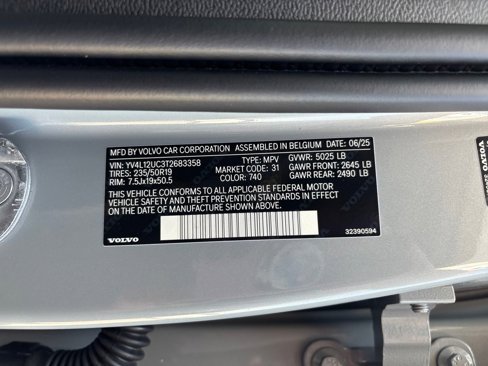 MFD BY VOLVO CAR CORPORATION ASSEMBLED IN BELGIUM DATE: 06/25
VIN: YV4L12UC3T2683358 TYPE: MPV GVWR: 5025 LB
TIRES: 235/50R19 MARKET CODE: 31 GAWR FRONT: 2645 LB
RIM: 7.5Jx19x50.5 COLOR: 740 GAWR REAR: 2490 LB
THIS VEHICLE CONFORMS TO ALL APPLICABLE FEDERAL MOTOR
VEHICLE SAFETY AND THEFT PREVENTION STANDARDS IN EFFECT
ON THE DATE OF MANUFACTURE SHOWN ABOVE.
VOLVO
32390594